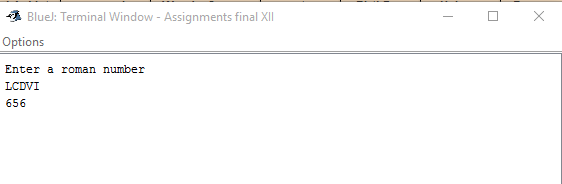 BlueJ: Terminal Window - Assignments final XII
Options
Enter a roman number
LCDVI
656